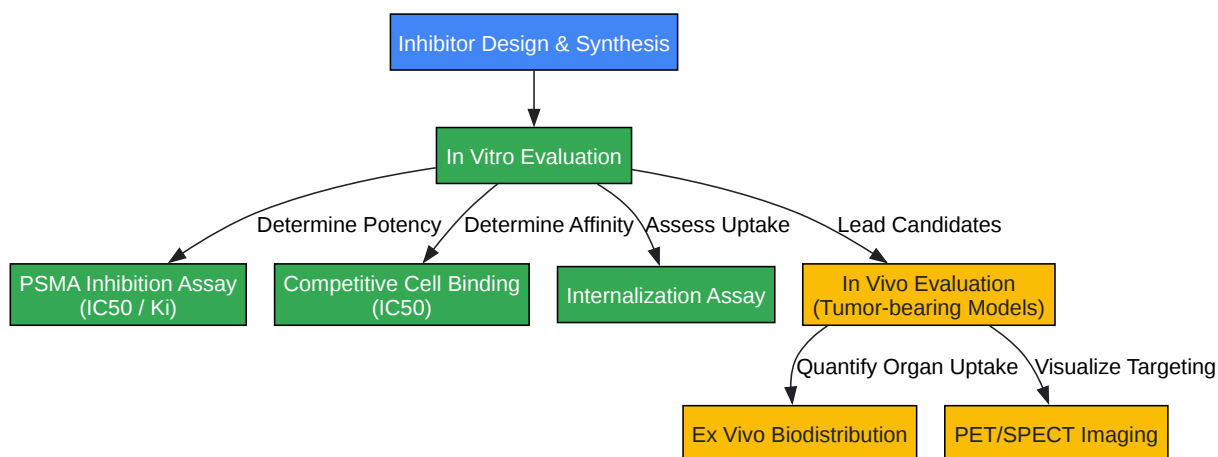 Inhibitor Design & Synthesis
In Vitro Evaluation
Determine Potency
Determine Affinity
Assess Uptake
Lead Candidates
PSMA Inhibition Assay
(IC50 / Ki)
Competitive Cell Binding
(IC50)
Internalization Assay
In Vivo Evaluation
(Tumor-bearing Models)
Quantify Organ Uptake
Visualize Targeting
Ex Vivo Biodistribution
PET/SPECT Imaging